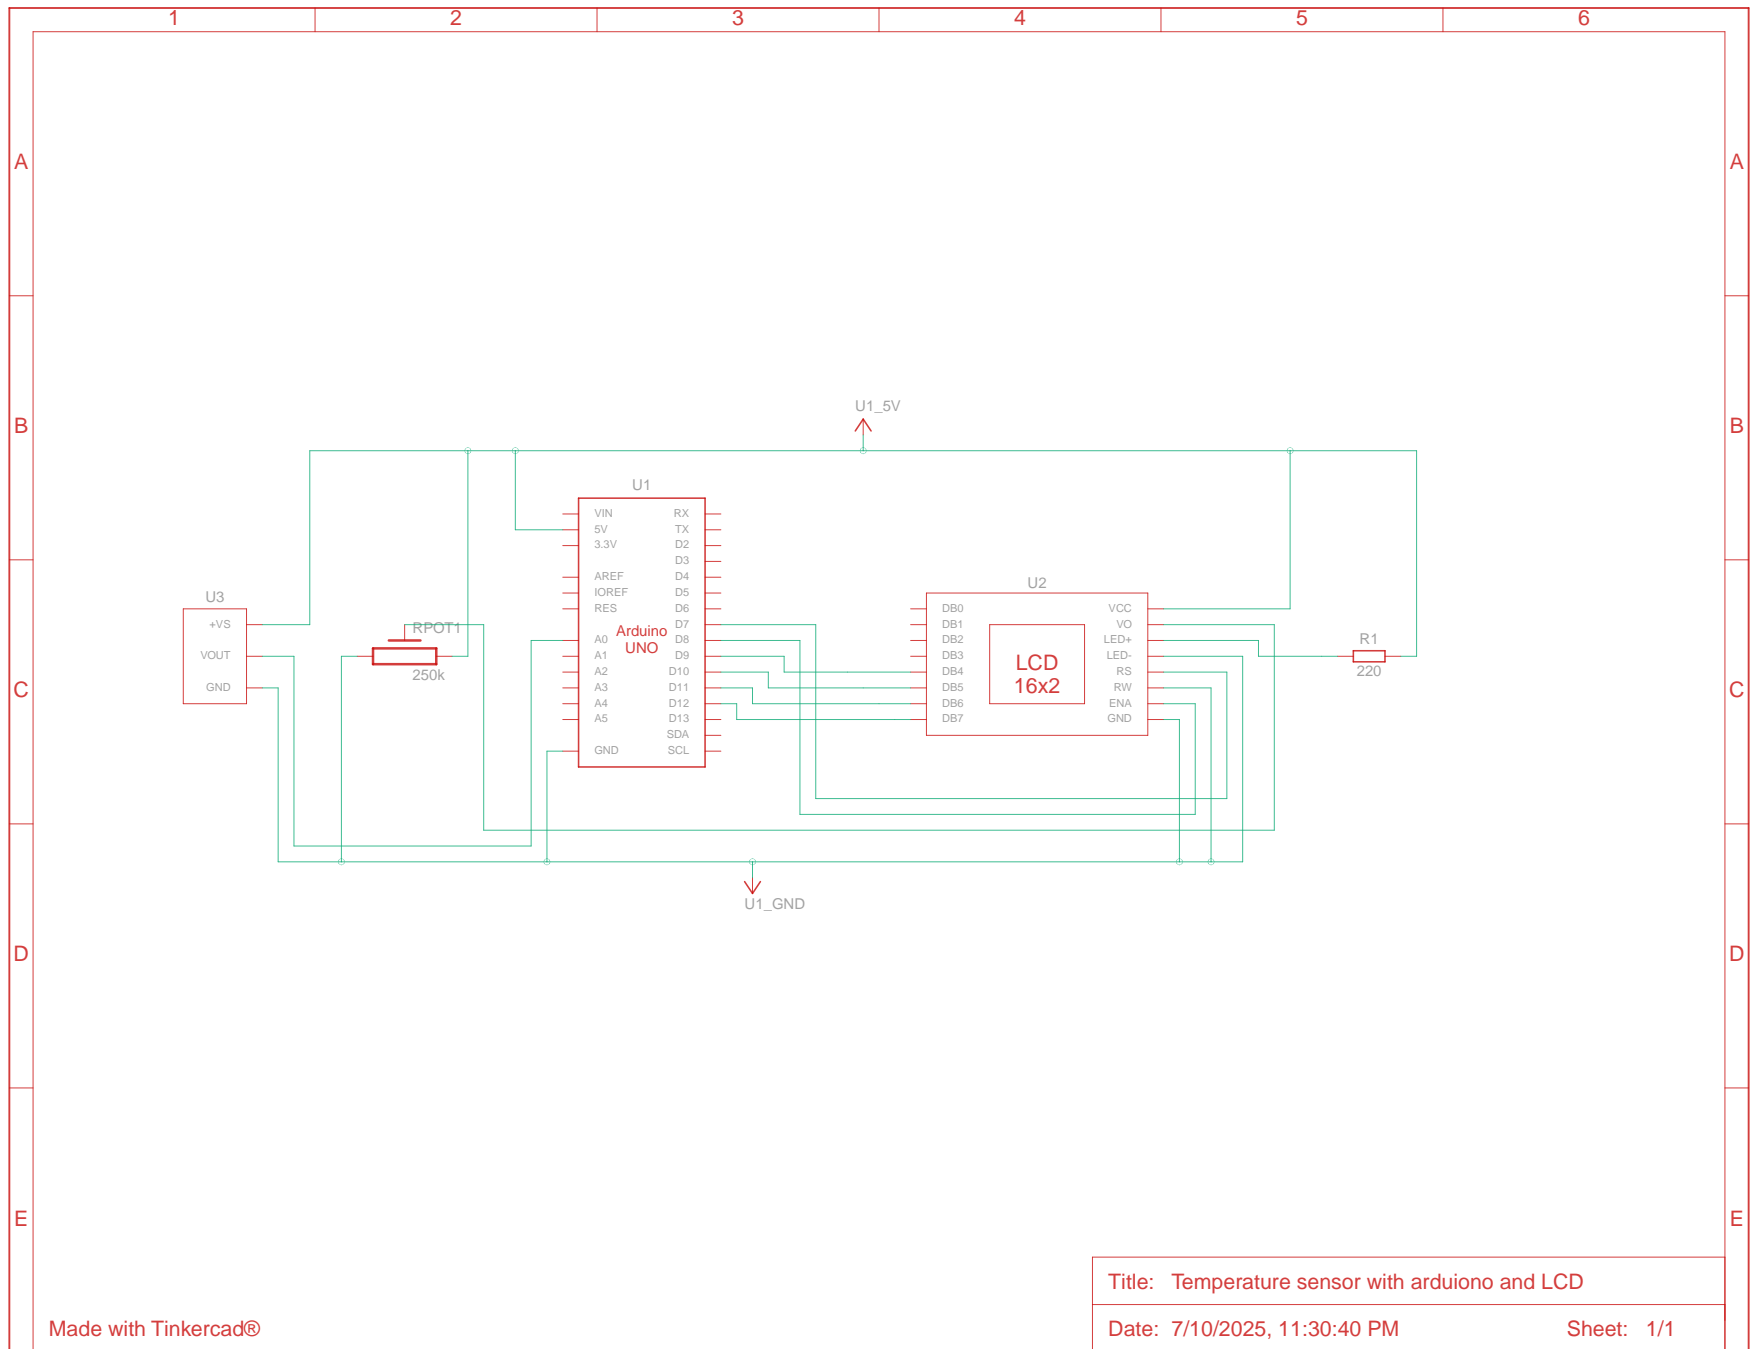 1 2 3 4 5 6
A A
B B
C C
D D
E E
U1_5V
U1
VIN RX
5V TX
3.3V D2
D3
AREF D4
IOREF D5
RES D6
D7
A0 D8
A1 D9
A2 D10
A3 D11
A4 D12
A5 D13
SDA
GND SCL
Arduino
UNO
U3
+VS
VOUT
GND
RPOT1
250k
U2
DB0 VCC
DB1 VO
DB2 LED+
DB3 LED-
DB4 RS
DB5 RW
DB6 ENA
DB7 GND
LCD
16x2
R1
220
U1_GND
Title: Temperature sensor with arduiono and LCD
Made with Tinkercad®
Date: 7/10/2025, 11:30:40 PM Sheet: 1/1